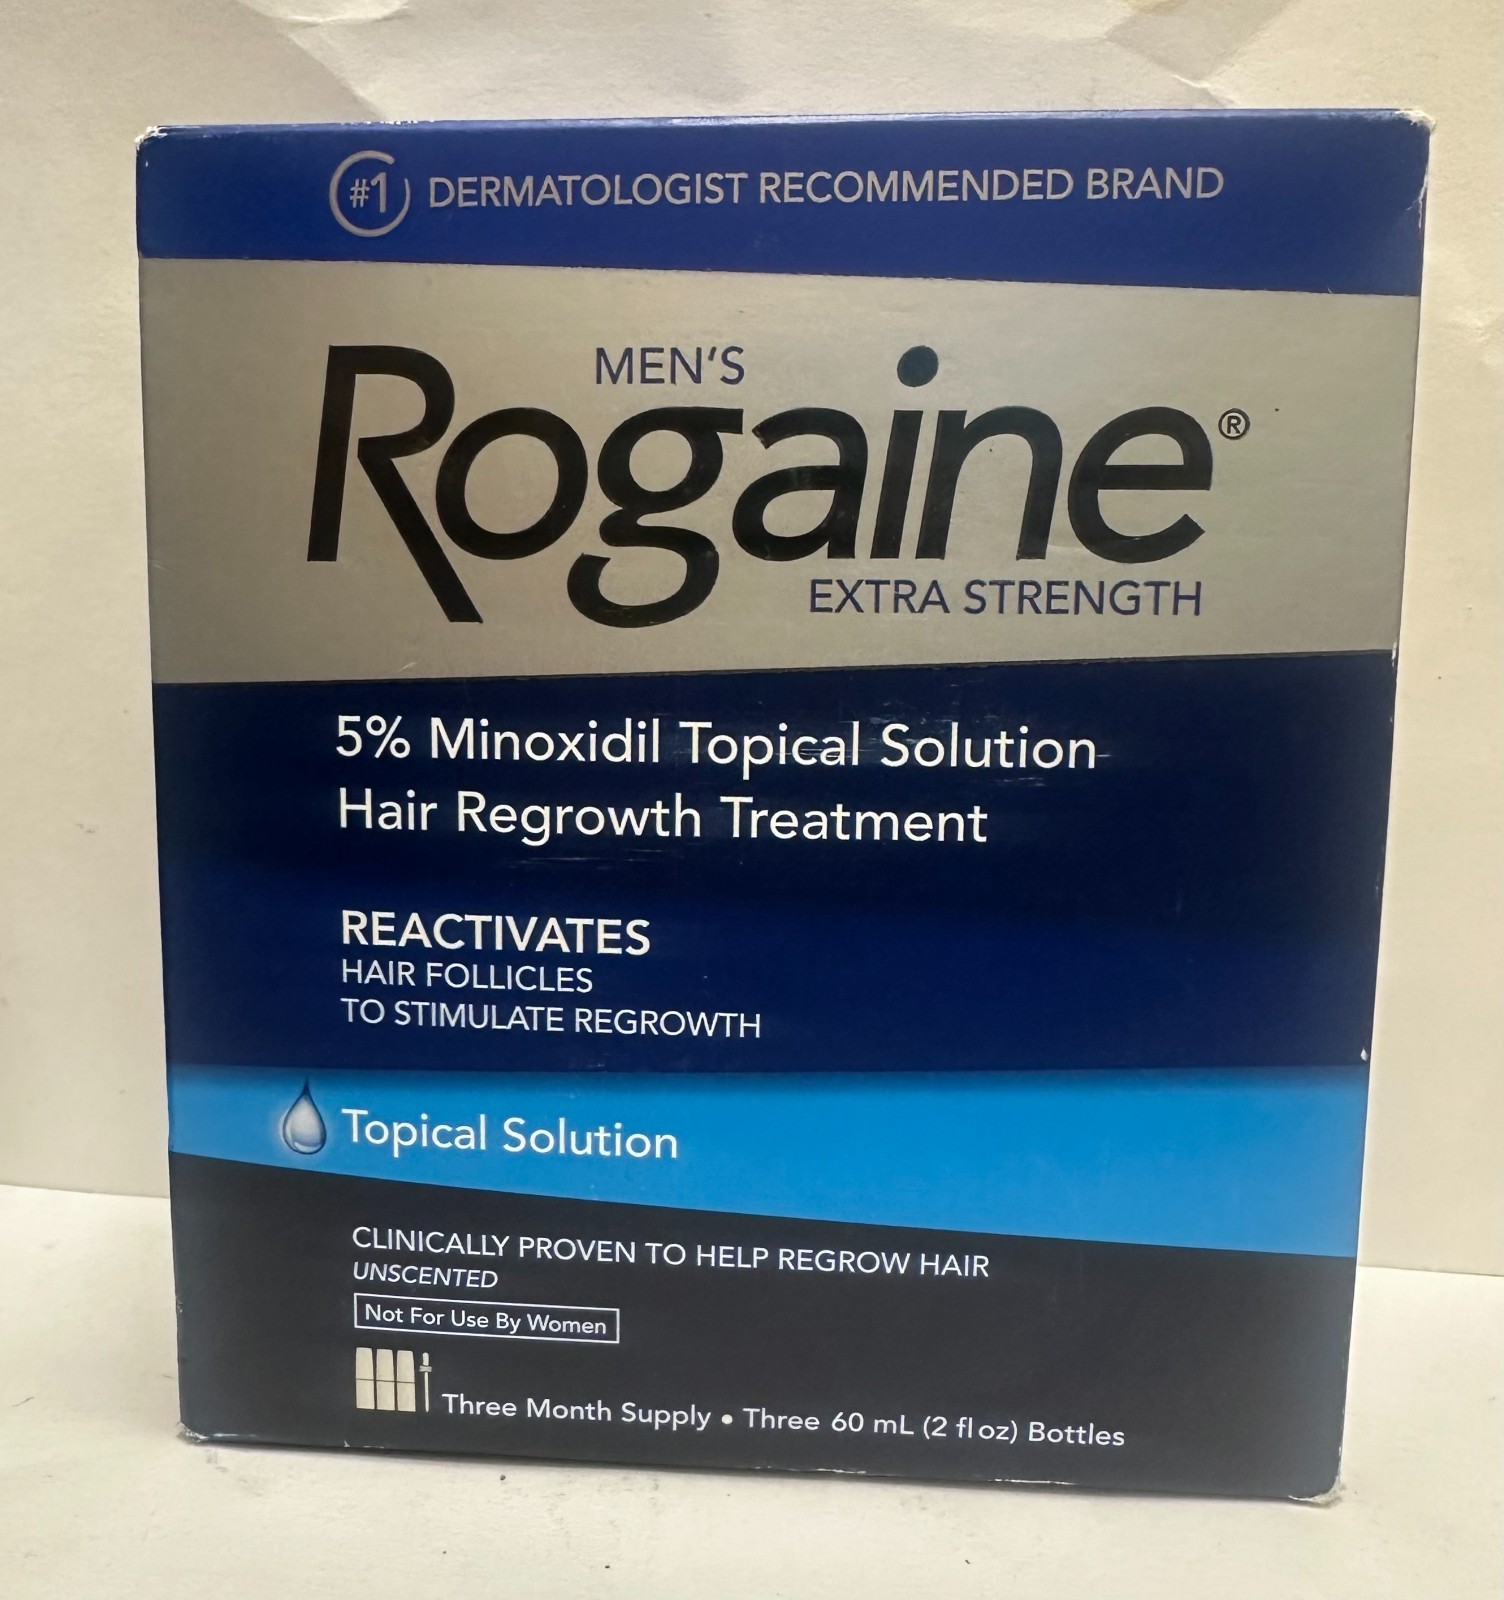 #1 DERMATOLOGIST RECOMMENDED BRAND
MEN'S
Rogaine®
EXTRA STRENGTH
5% Minoxidil Topical Solution
Hair Regrowth Treatment
REACTIVATES
HAIR FOLLICLES
TO STIMULATE REGROWTH
Topical Solution
CLINICALLY PROVEN TO HELP REGROW HAIR
UNSCENTED
Not For Use By Women
Three Month Supply • Three 60 mL (2 fl oz) Bottles